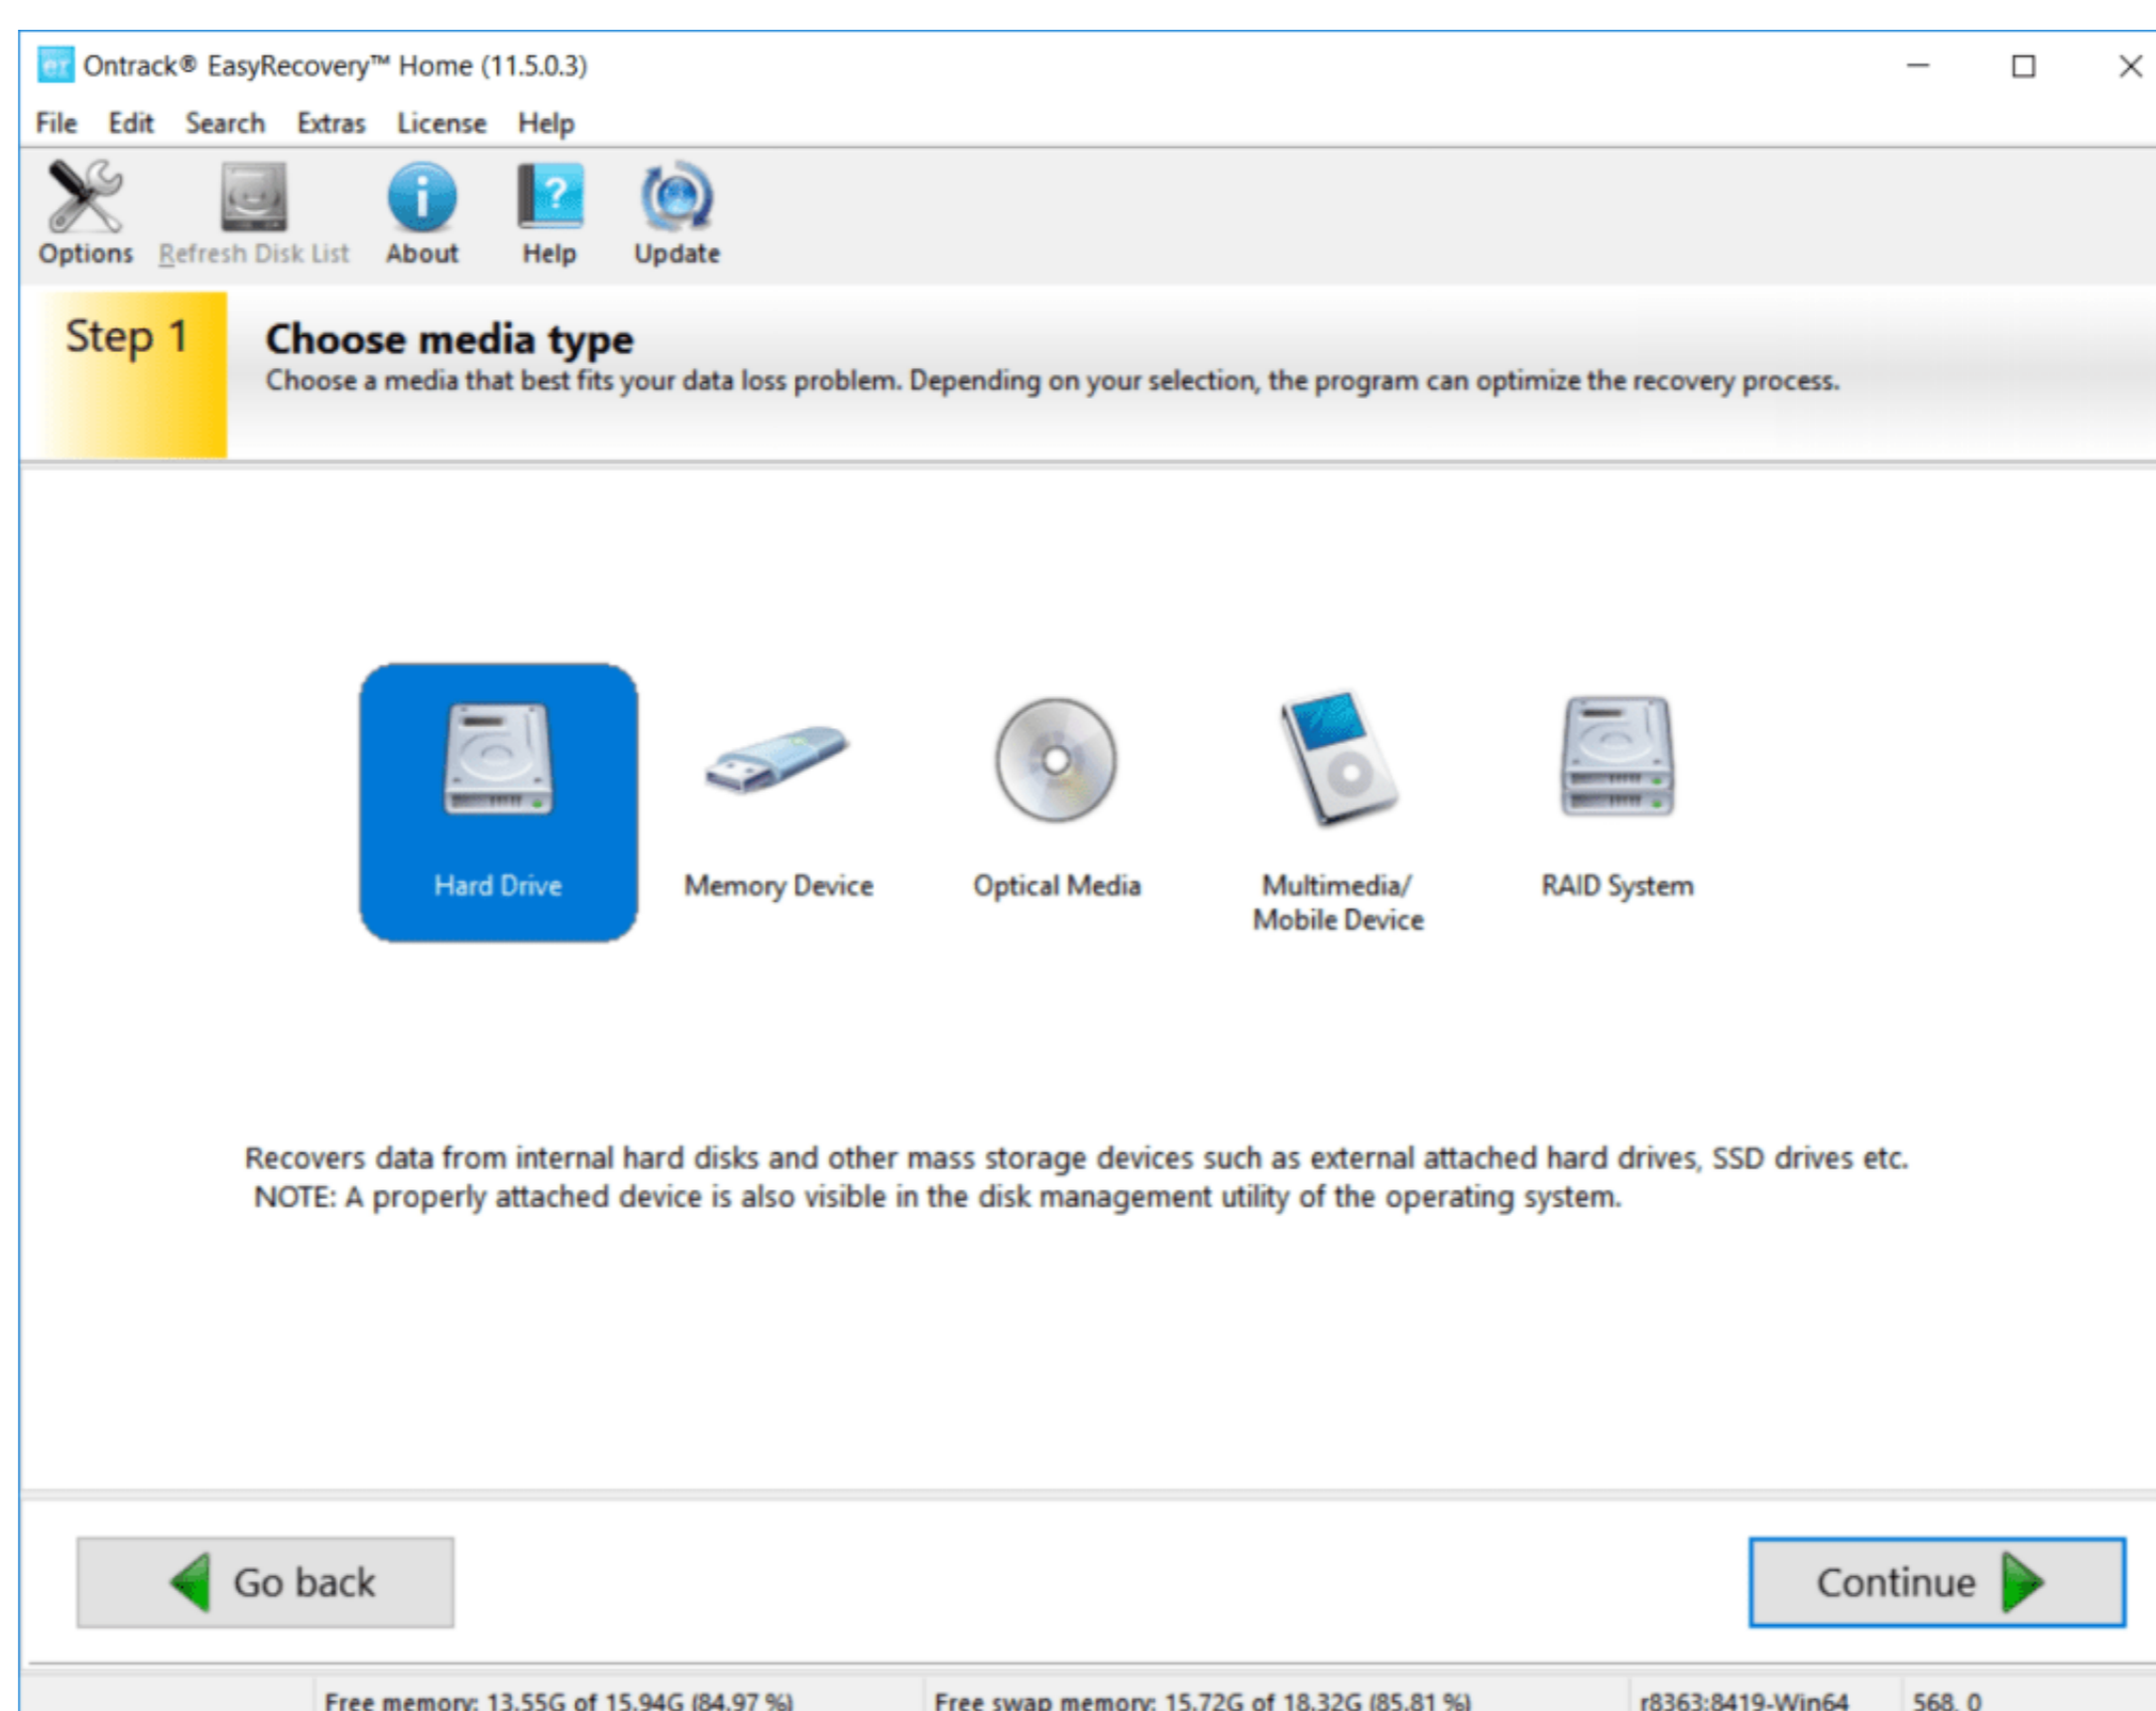 er Ontrack® EasyRecovery™ Home (11.5.0.3)
File Edit Search Extras License Help
Options Refresh Disk List About Help Update
Step 1
Choose media type
Choose a media that best fits your data loss problem. Depending on your selection, the program can optimize the recovery process.
Hard Drive
Memory Device
Optical Media
Multimedia/
Mobile Device
RAID System
Recovers data from internal hard disks and other mass storage devices such as external attached hard drives, SSD drives etc.
NOTE: A properly attached device is also visible in the disk management utility of the operating system.
Go back
Continue
Free memory: 13.55G of 15.94G (84.97 %) Free swap memory: 15.72G of 18.32G (85.81 %) r8363:8419-Win64 568, 0